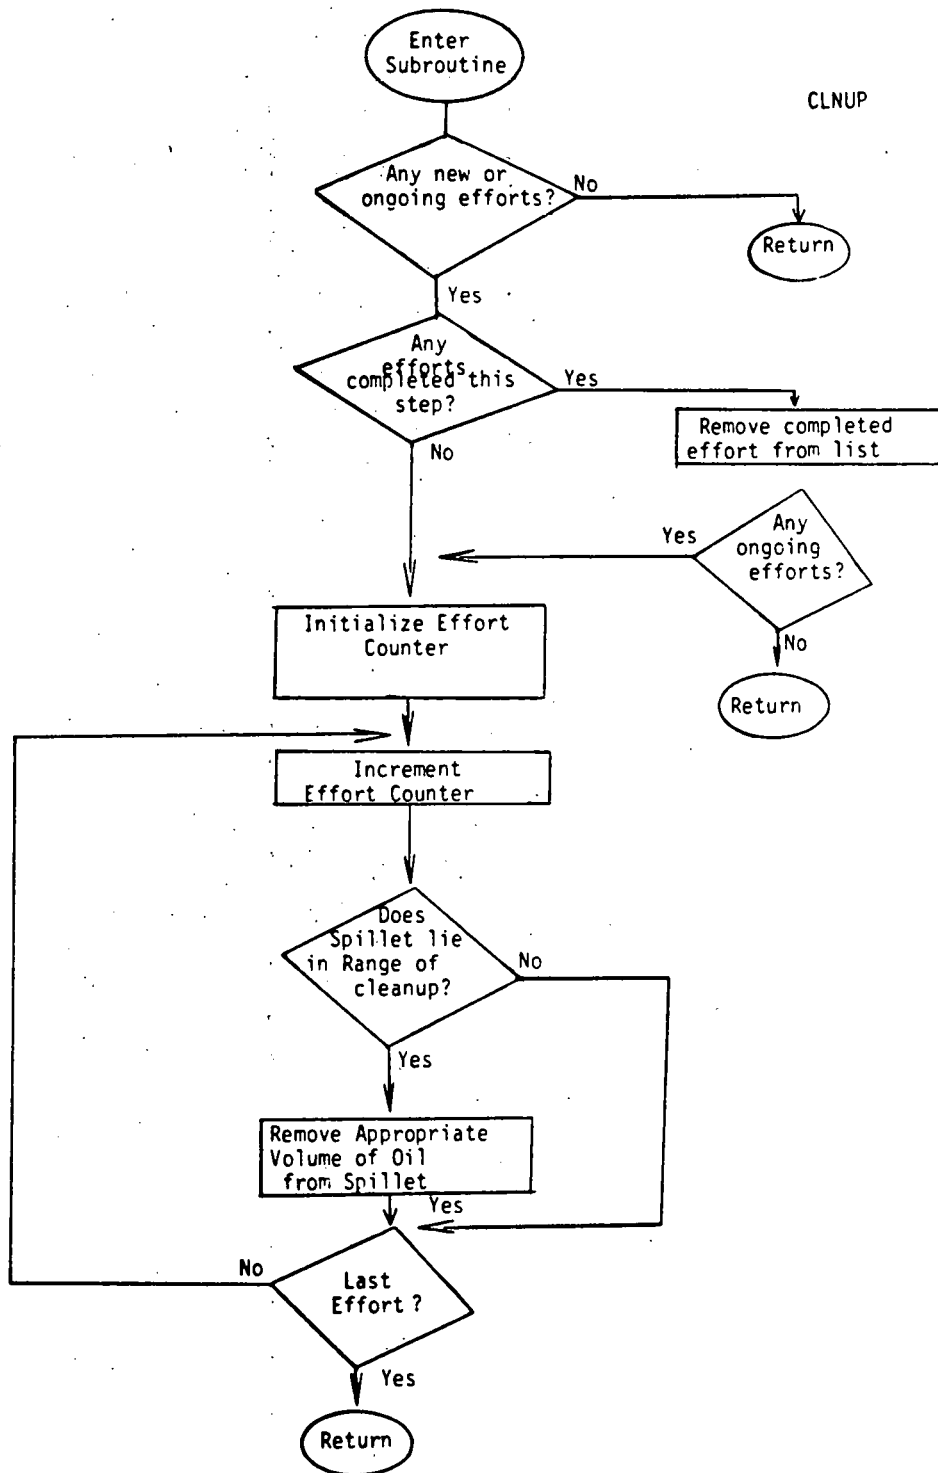 Enter
Subroutine
CLNUP
Any new or
ongoing efforts?
No
Return
Yes
Any
efforts
completed this
step?
Yes
No
Remove completed
effort from list
Any
ongoing
efforts?
Yes
No
Return
Initialize Effort
Counter
Increment
Effort Counter
Does
Spillet lie
in Range of
cleanup?
No
Yes
Remove Appropriate
Volume of Oil
from Spillet
Yes
No
Last
Effort ?
Yes
Return